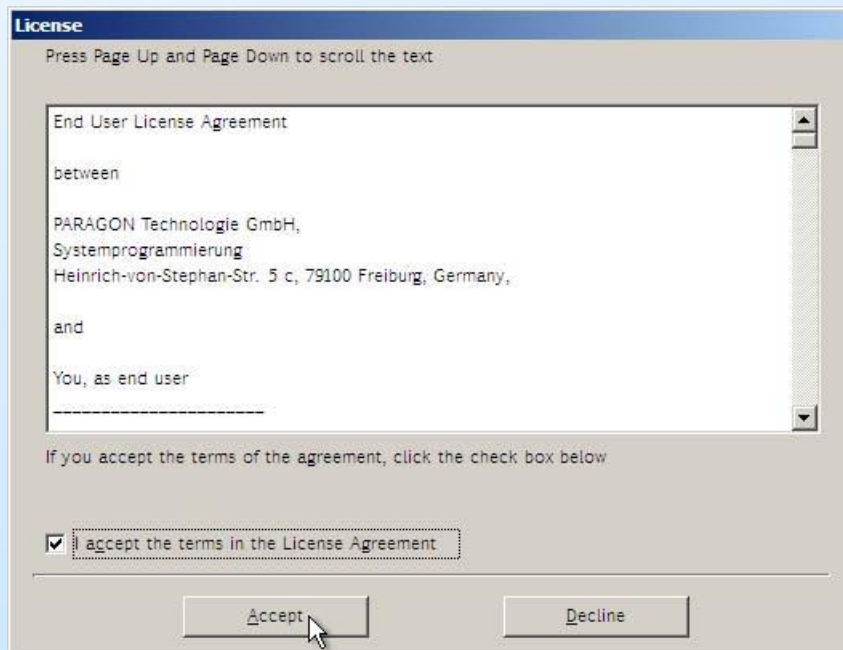 License
Press Page Up and Page Down to scroll the text
End User License Agreement
between
PARAGON Technologie GmbH,
Systemprogrammierung
Heinrich-von-Stephan-Str. 5 c, 79100 Freiburg, Germany,
and
You, as end user
----------------------
If you accept the terms of the agreement, click the check box below
I accept the terms in the License Agreement
Accept
Decline